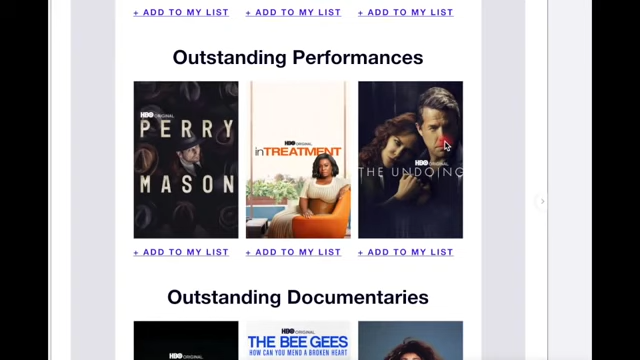 + ADD TO MY LIST + ADD TO MY LIST + ADD TO MY LIST
Outstanding Performances
HBO ORIGINAL
PERRY
MASON
HBO ORIGINAL
inTREATMENT
HBO ORIGINAL
THE UNDOING
+ ADD TO MY LIST + ADD TO MY LIST + ADD TO MY LIST
Outstanding Documentaries
HBO ORIGINAL
HBO ORIGINAL
THE BEE GEES
HOW CAN YOU MEND A BROKEN HEART